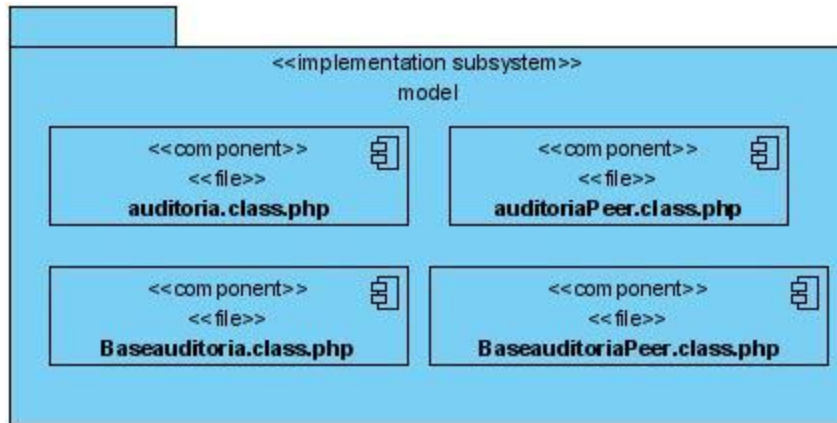 <<implementation subsystem>>
model
<<component>>
<<file>>
auditoria.class.php
<<component>>
<<file>>
auditoriaPeer.class.php
<<component>>
<<file>>
Baseauditoria.class.php
<<component>>
<<file>>
BaseauditoriaPeer.class.php